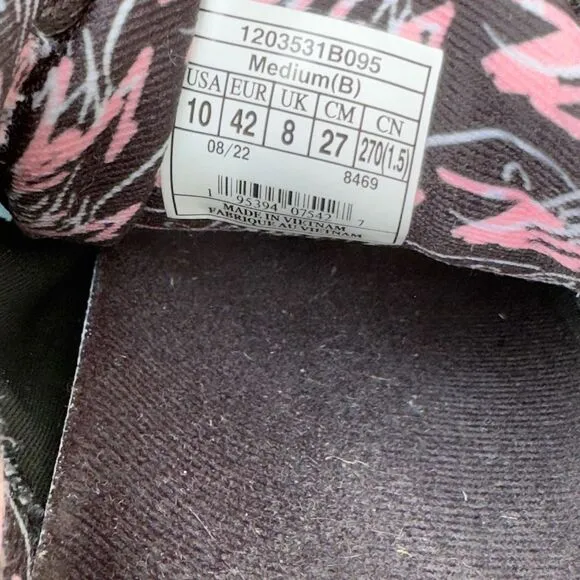 1203531B095
Medium(B)
USA EUR UK CM CN
10 42 8 27 270(1.5)
08/22 8469
1 95394 07542 7
MADE IN VIETNAM
FABRIQUE AU VIETNAM